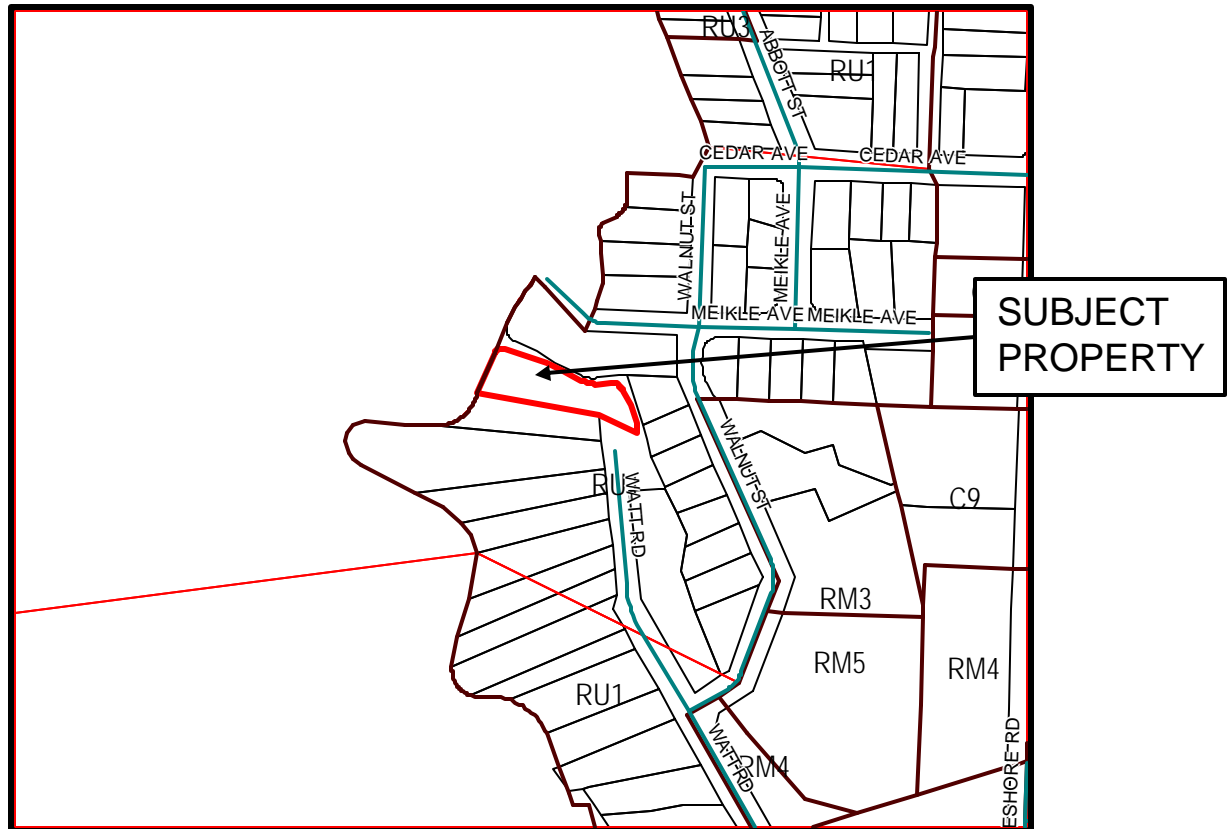 RU3
ABBOTT ST
RU1
CEDAR AVE
CEDAR AVE
WALNUT ST
MEIKLE AVE
MEIKLE AVE
MEIKLE AVE
SUBJECT
PROPERTY
WALNUT ST
RU
WATT RD
C9
RM3
RM5
RM4
RU1
WATT RD
RM4
ESHORE RD